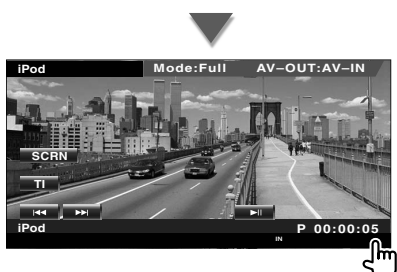 iPod Mode:Full AV–OUT:AV–IN
SCRN
TI
iPod P 00:00:05
IN